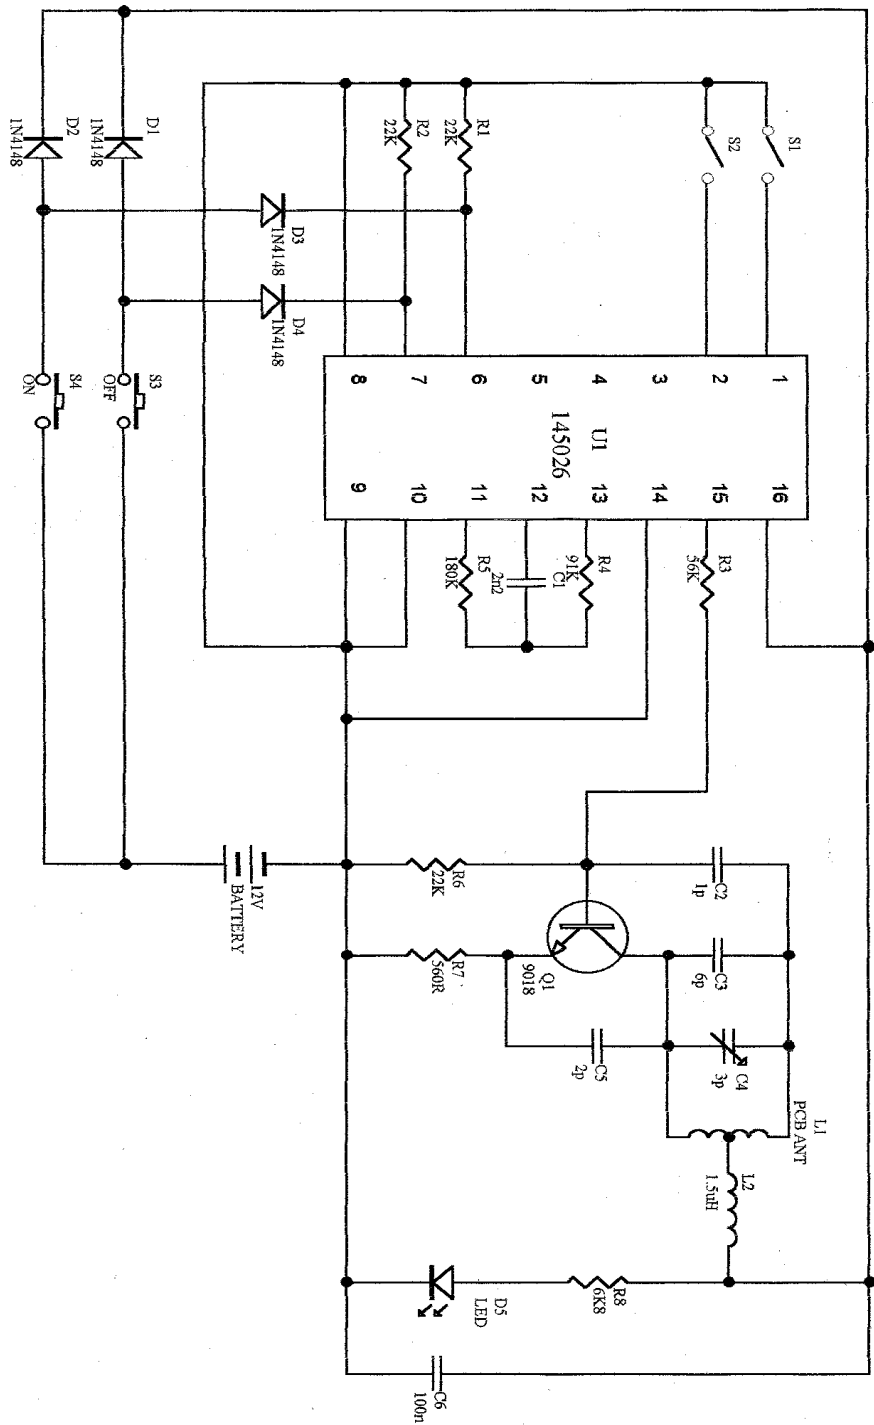 D2
1N4148
D1
1N4148
R2
22K
R1
22K
S2
S1
D3
1N4148
D4
1N4148
S4
ON
S3
OFF
8
7
6
5
4
3
2
1
U1
145026
9
10
11
12
13
14
15
16
R5
180K
C1
2n2
R4
91K
R3
56K
12V
BATTERY
R6
22K
C2
1p
R7
560R
Q1
9018
C3
6p
C5
2p
C4
3p
L1
PCB ANT
L2
1.5uH
D5
LED
R8
6K8
C6
100n